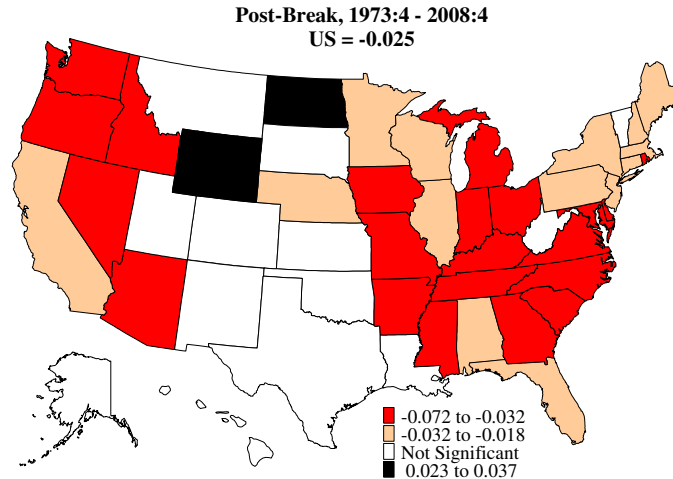 Post-Break, 1973:4 - 2008:4
US = -0.025
-0.072 to -0.032
-0.032 to -0.018
Not Significant
0.023 to 0.037